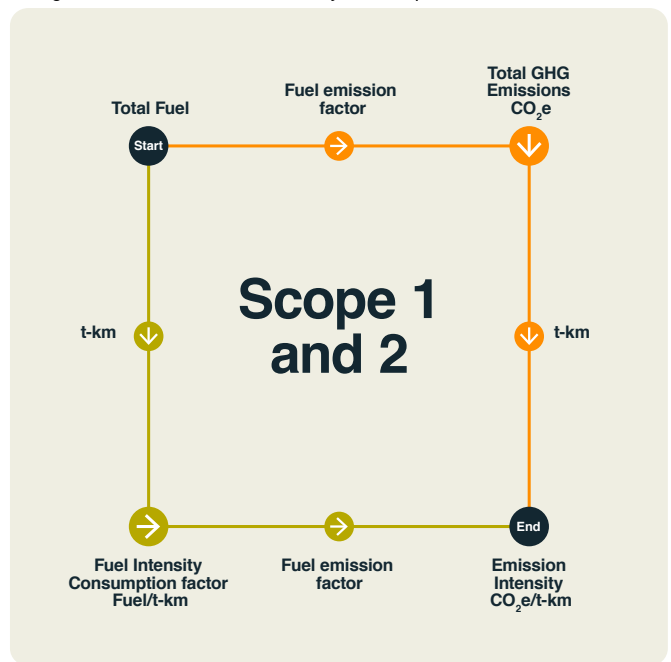 Total Fuel
Fuel emission
factor
Total GHG
Emissions
CO₂e
Start
t-km
Scope 1
and 2
t-km
End
Fuel Intensity
Consumption factor
Fuel/t-km
Fuel emission
factor
Emission
Intensity
CO₂e/t-km